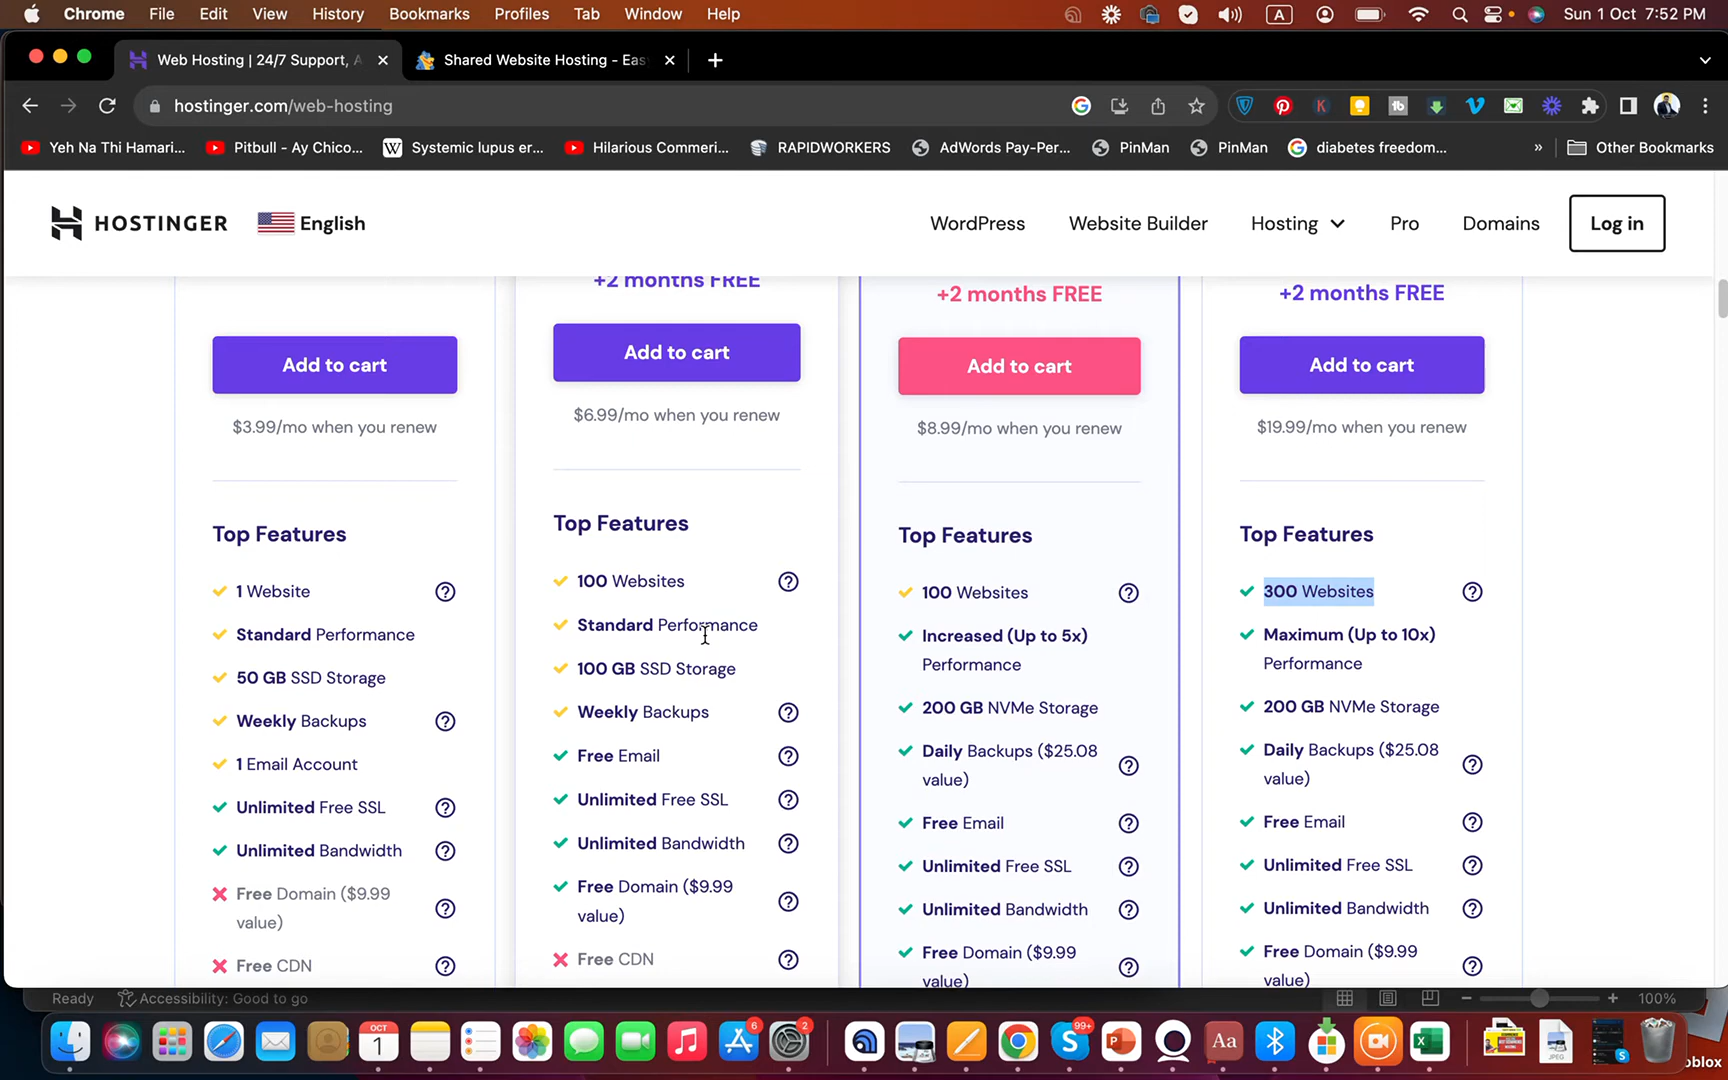 Chrome File Edit View History Bookmarks Profiles Tab Window Help
A
Sun 1 Oct 7:52 PM
Web Hosting | 24/7 Support, A
Shared Website Hosting - Eas
hostinger.com/web-hosting
Yeh Na Thi Hamari...
Pitbull - Ay Chico...
Systemic lupus er...
Hilarious Commeri...
RAPIDWORKERS
AdWords Pay-Per...
PinMan
PinMan
diabetes freedom...
»
Other Bookmarks
HOSTINGER
English
WordPress
Website Builder
Hosting
Pro
Domains
Log in
+2 months FREE
Add to cart
$3.99/mo when you renew
Top Features
1 Website
Standard Performance
50 GB SSD Storage
Weekly Backups
1 Email Account
Unlimited Free SSL
Unlimited Bandwidth
Free Domain ($9.99
value)
Free CDN
Add to cart
$6.99/mo when you renew
Top Features
100 Websites
Standard Performance
100 GB SSD Storage
Weekly Backups
Free Email
Unlimited Free SSL
Unlimited Bandwidth
Free Domain ($9.99
value)
Free CDN
+2 months FREE
Add to cart
$8.99/mo when you renew
Top Features
100 Websites
Increased (Up to 5x)
Performance
200 GB NVMe Storage
Daily Backups ($25.08
value)
Free Email
Unlimited Free SSL
Unlimited Bandwidth
Free Domain ($9.99
value)
+2 months FREE
Add to cart
$19.99/mo when you renew
Top Features
300 Websites
Maximum (Up to 10x)
Performance
200 GB NVMe Storage
Daily Backups ($25.08
value)
Free Email
Unlimited Free SSL
Unlimited Bandwidth
Free Domain ($9.99
value)
Ready
Accessibility: Good to go
100%
OCT
1
6
2
99+
Aa
JPEG
oblox